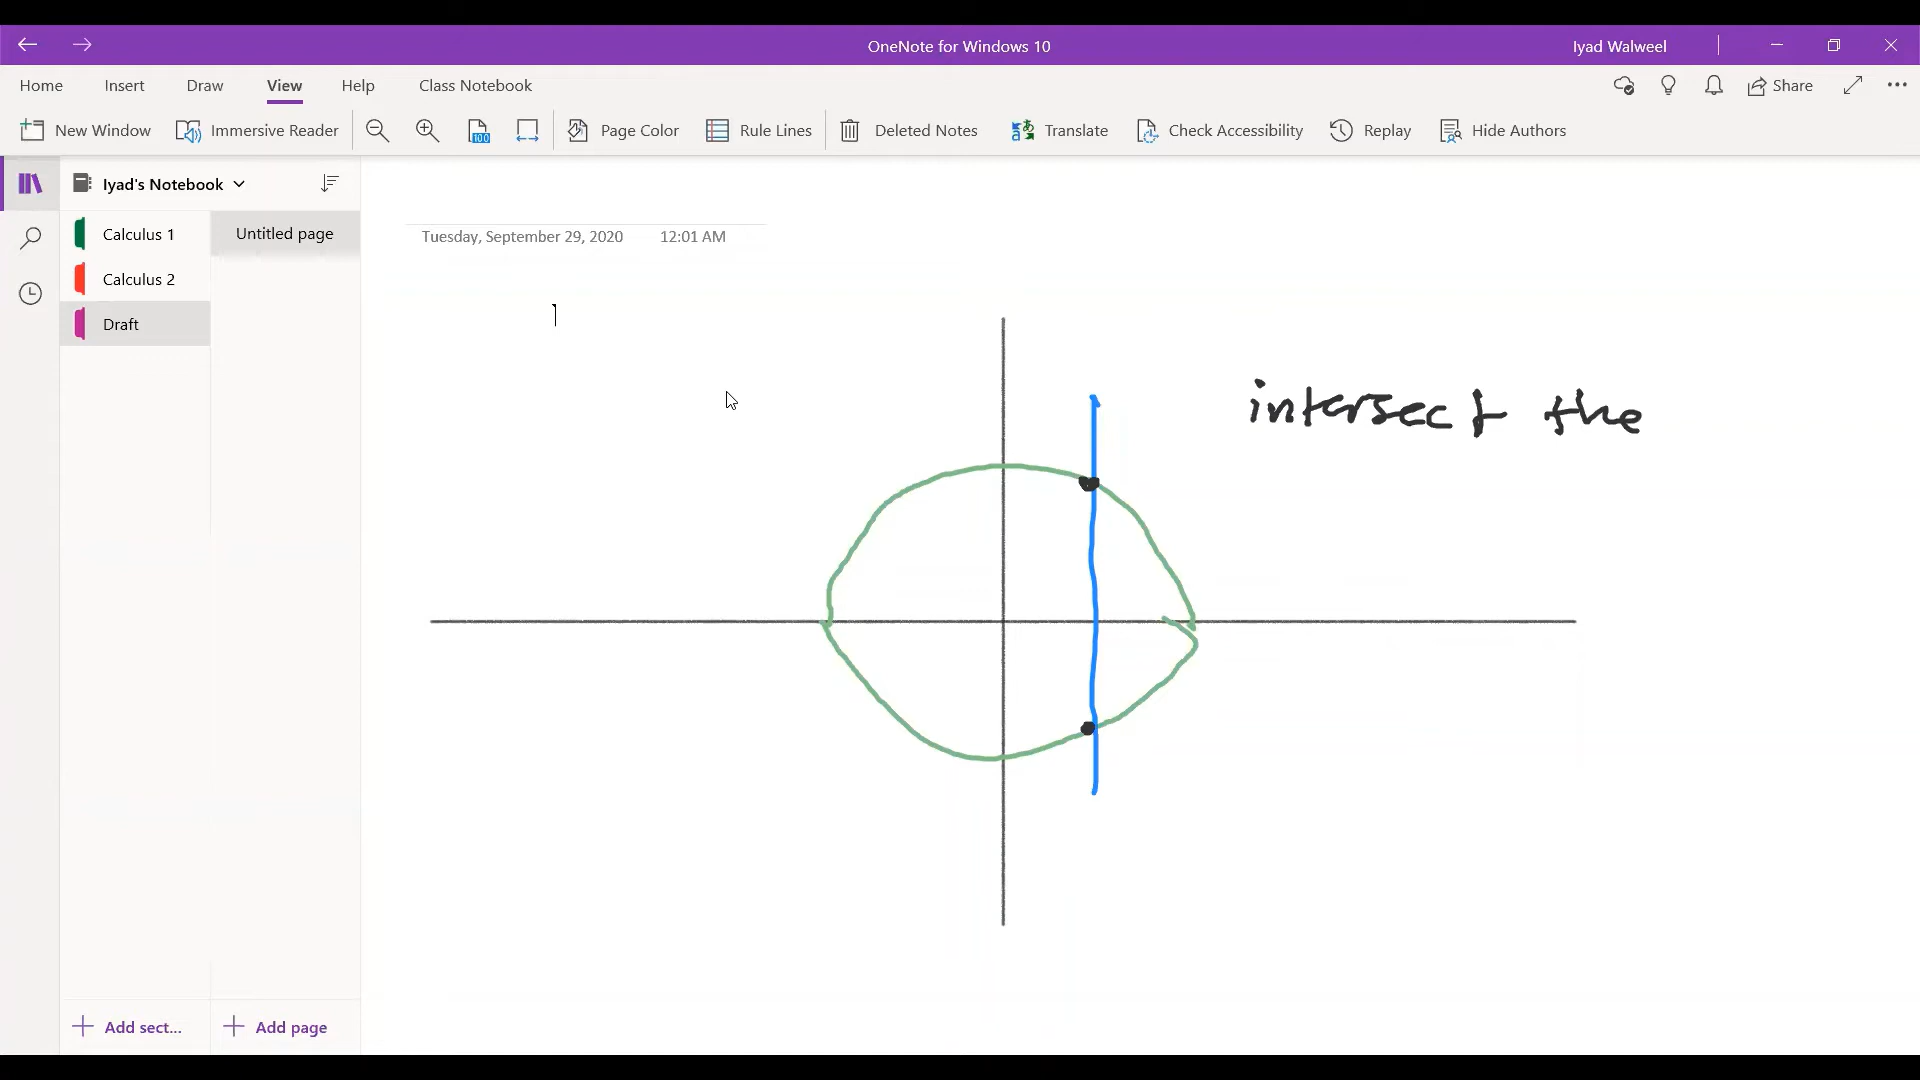 OneNote for Windows 10
Iyad Walweel
Home Insert Draw View Help Class Notebook
Share
New Window Immersive Reader 100 Page Color Rule Lines Deleted Notes Translate Check Accessibility Replay Hide Authors
Iyad's Notebook
Calculus 1
Untitled page
Calculus 2
Draft
Tuesday, September 29, 2020 12:01 AM
intersect the
Add sect... Add page